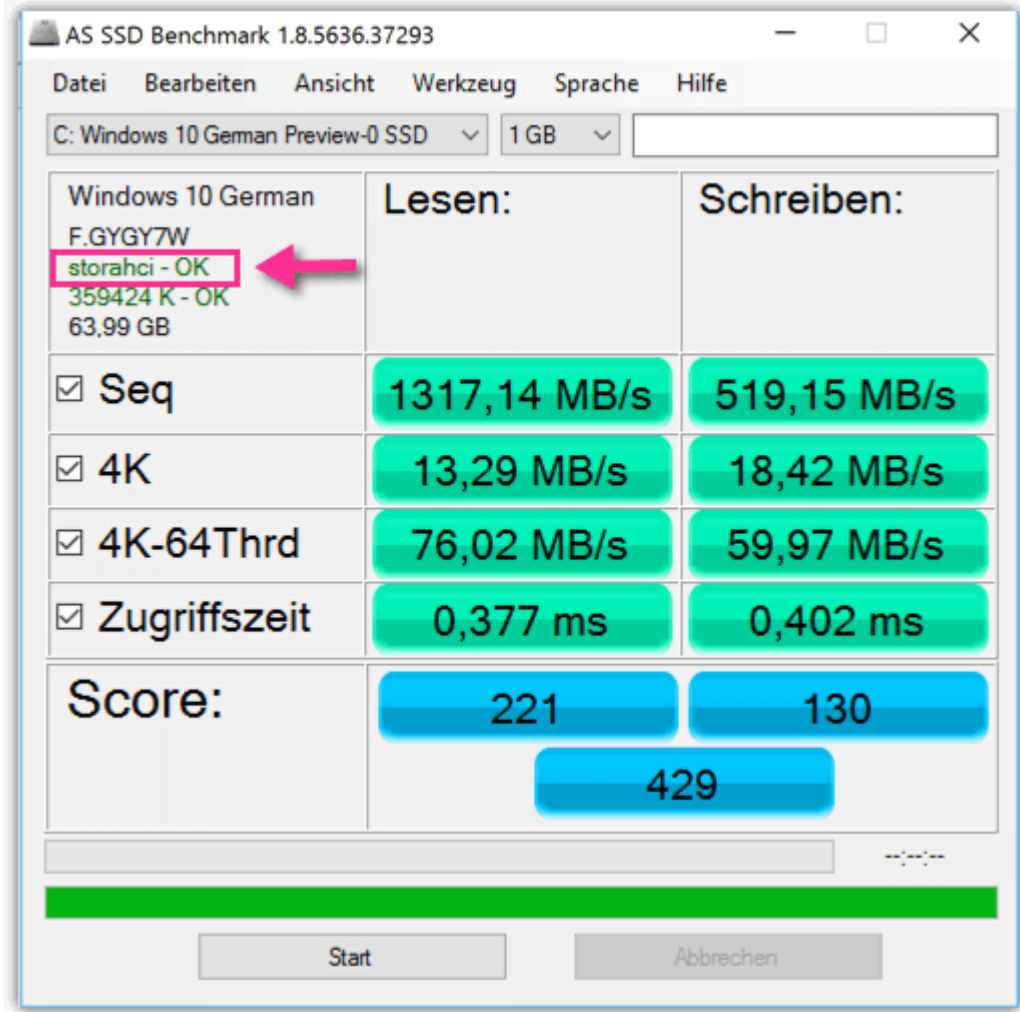 AS SSD Benchmark 1.8.5636.37293
Datei Bearbeiten Ansicht Werkzeug Sprache Hilfe
C: Windows 10 German Preview-0 SSD 1 GB
Windows 10 German
F.GYGY7W
storahci - OK
359424 K - OK
63,99 GB
Lesen: Schreiben:
Seq 1317,14 MB/s 519,15 MB/s
4K 13,29 MB/s 18,42 MB/s
4K-64Thrd 76,02 MB/s 59,97 MB/s
Zugriffszeit 0,377 ms 0,402 ms
Score: 221 130
429
--:--:--
Start Abbrechen